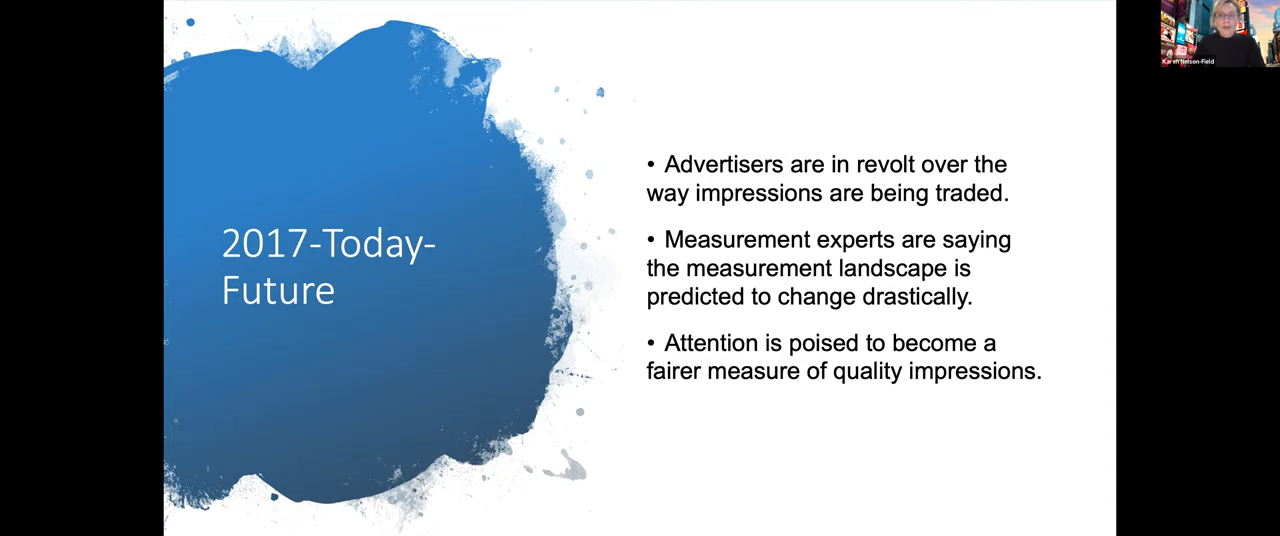 2017-Today-
Future
• Advertisers are in revolt over the
way impressions are being traded.
• Measurement experts are saying
the measurement landscape is
predicted to change drastically.
• Attention is poised to become a
fairer measure of quality impressions.
Karen Nelson-Field